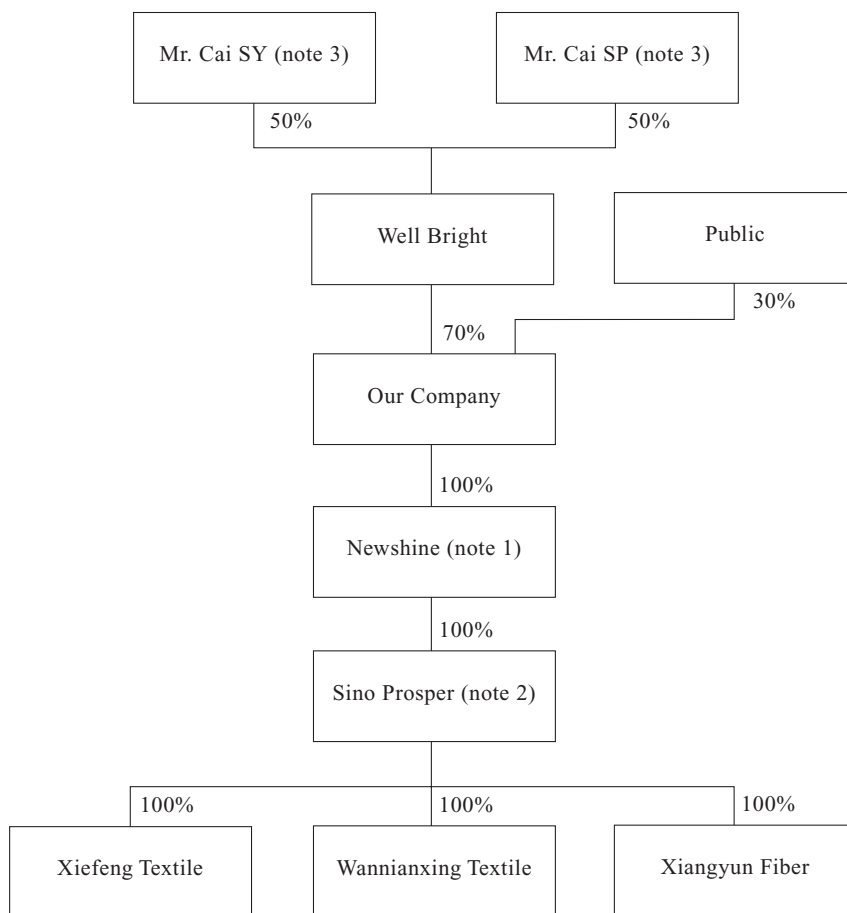 Mr. Cai SY (note 3)
Mr. Cai SP (note 3)
50%
50%
Well Bright
Public
70%
30%
Our Company
100%
Newshine (note 1)
100%
Sino Prosper (note 2)
100%
100%
100%
Xiefeng Textile
Wannianxing Textile
Xiangyun Fiber